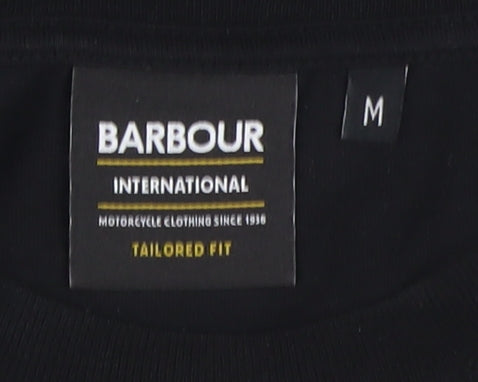 BARBOUR
INTERNATIONAL
MOTORCYCLE CLOTHING SINCE 1936
TAILORED FIT
M